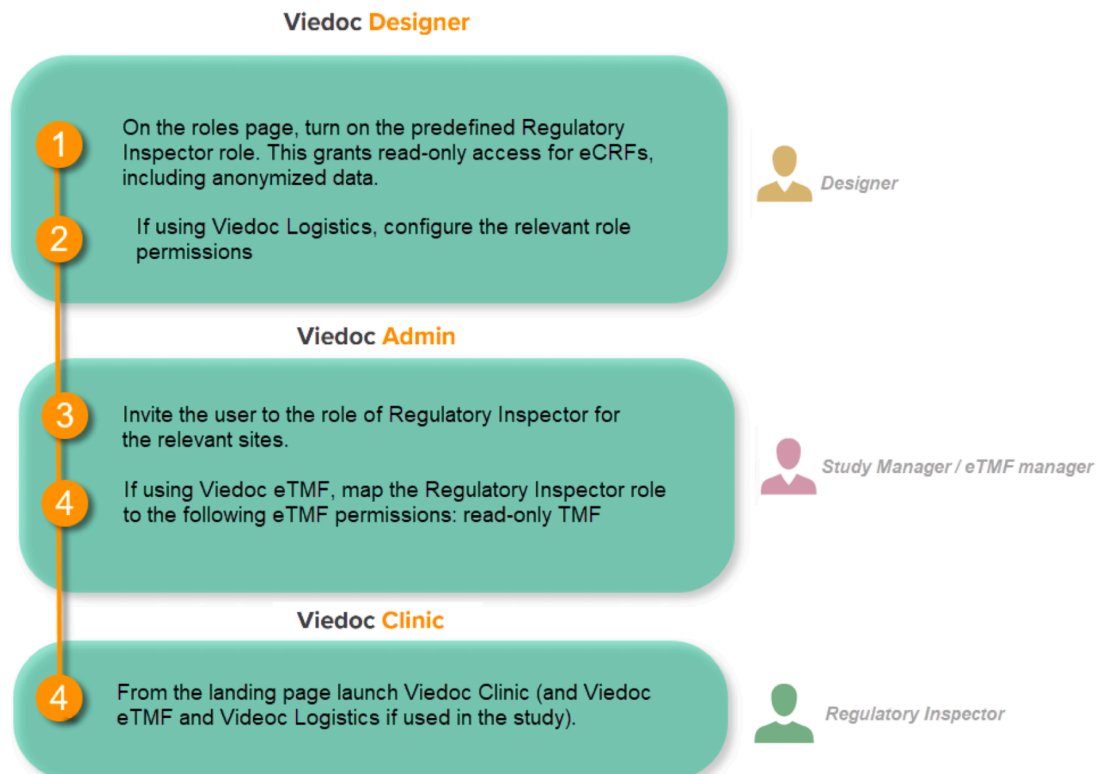 Viedoc Designer
1
On the roles page, turn on the predefined Regulatory
Inspector role. This grants read-only access for eCRFs,
including anonymized data.
Designer
2
If using Viedoc Logistics, configure the relevant role
permissions
Viedoc Admin
3
Invite the user to the role of Regulatory Inspector for
the relevant sites.
Study Manager / eTMF manager
4
If using Viedoc eTMF, map the Regulatory Inspector role
to the following eTMF permissions: read-only TMF
Viedoc Clinic
4
From the landing page launch Viedoc Clinic (and Viedoc
eTMF and Videoc Logistics if used in the study).
Regulatory Inspector